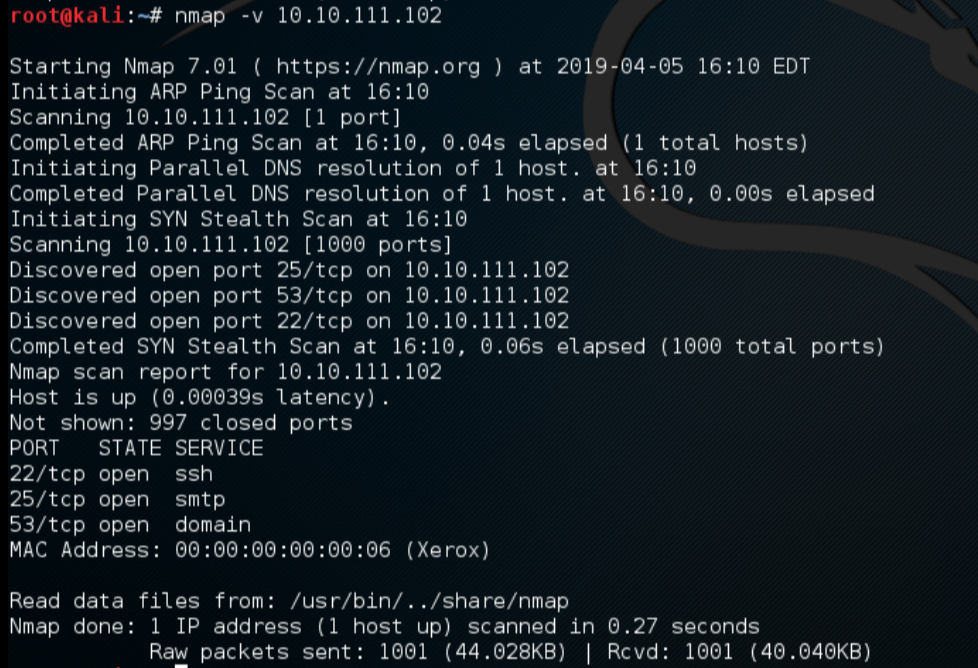 root@kali:~# nmap -v 10.10.111.102
Starting Nmap 7.01 ( https://nmap.org ) at 2019-04-05 16:10 EDT
Initiating ARP Ping Scan at 16:10
Scanning 10.10.111.102 [1 port]
Completed ARP Ping Scan at 16:10, 0.04s elapsed (1 total hosts)
Initiating Parallel DNS resolution of 1 host. at 16:10
Completed Parallel DNS resolution of 1 host. at 16:10, 0.00s elapsed
Initiating SYN Stealth Scan at 16:10
Scanning 10.10.111.102 [1000 ports]
Discovered open port 25/tcp on 10.10.111.102
Discovered open port 53/tcp on 10.10.111.102
Discovered open port 22/tcp on 10.10.111.102
Completed SYN Stealth Scan at 16:10, 0.06s elapsed (1000 total ports)
Nmap scan report for 10.10.111.102
Host is up (0.00039s latency).
Not shown: 997 closed ports
PORT   STATE SERVICE
22/tcp open  ssh
25/tcp open  smtp
53/tcp open  domain
MAC Address: 00:00:00:00:00:06 (Xerox)
Read data files from: /usr/bin/../share/nmap
Nmap done: 1 IP address (1 host up) scanned in 0.27 seconds
Raw packets sent: 1001 (44.028KB) | Rcvd: 1001 (40.040KB)